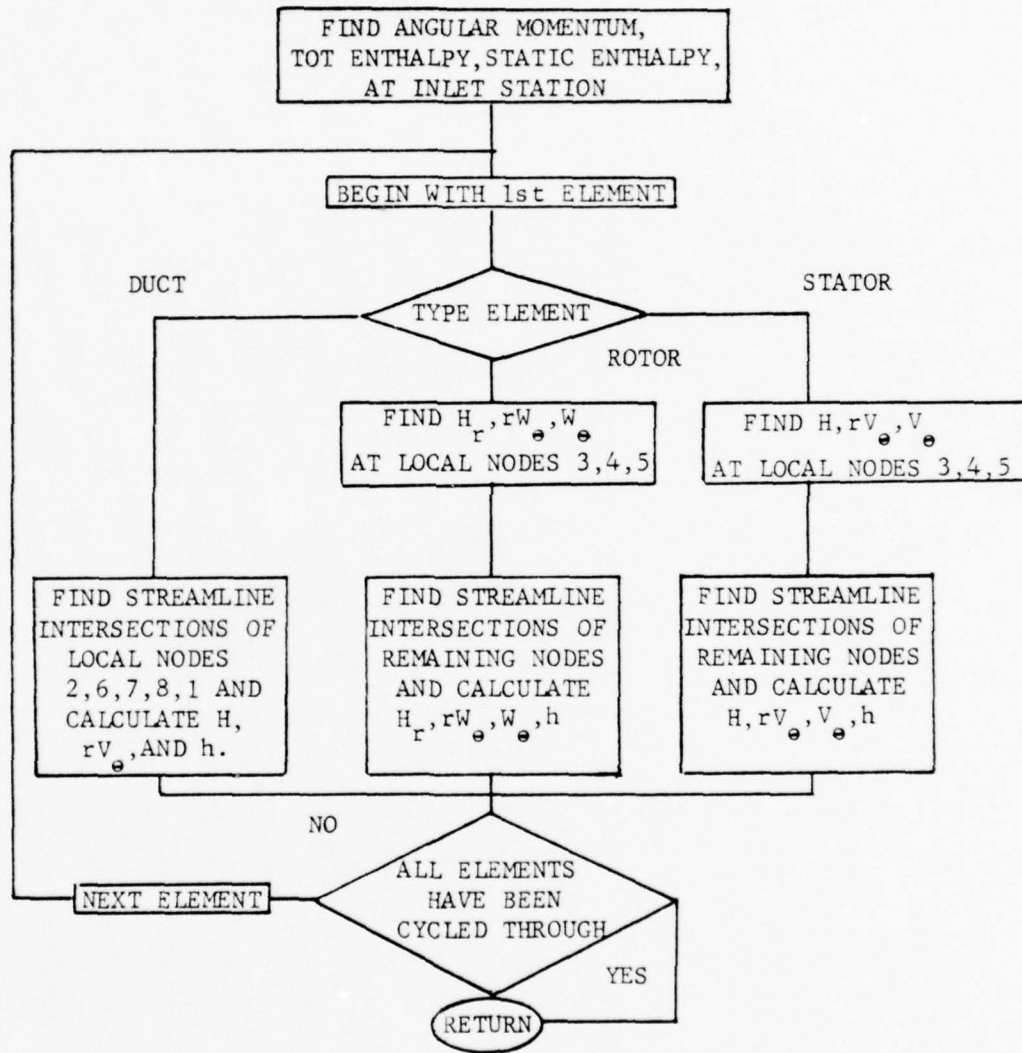 FIND ANGULAR MOMENTUM,
TOT ENTHALPY,STATIC ENTHALPY,
AT INLET STATION
BEGIN WITH 1st ELEMENT
DUCT
STATOR
TYPE ELEMENT
ROTOR
FIND H_r,rW_θ,W_θ
AT LOCAL NODES 3,4,5
FIND H,rV_θ,V_θ
AT LOCAL NODES 3,4,5
FIND STREAMLINE
INTERSECTIONS OF
LOCAL NODES
2,6,7,8,1 AND
CALCULATE H,
rV_θ,AND h.
FIND STREAMLINE
INTERSECTIONS OF
REMAINING NODES
AND CALCULATE
H_r,rW_θ,W_θ,h
FIND STREAMLINE
INTERSECTIONS OF
REMAINING NODES
AND CALCULATE
H,rV_θ,V_θ,h
NO
ALL ELEMENTS
HAVE BEEN
CYCLED THROUGH
NEXT ELEMENT
YES
RETURN